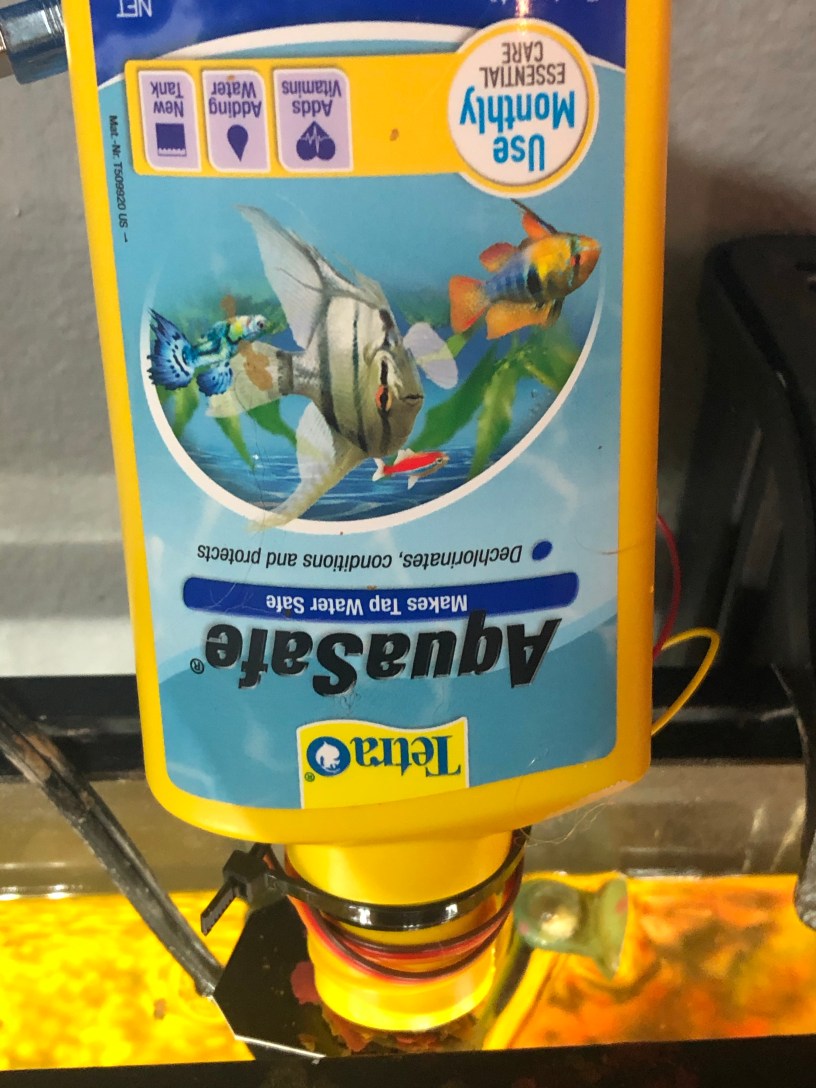 Tetra®
AquaSafe®
Makes Tap Water Safe
Dechlorinates, conditions and protects
Use
Monthly
ESSENTIAL
CARE
Adds
Vitamins
Adding
Water
New
Tank
Mat.-Nr. T509920 US
NET